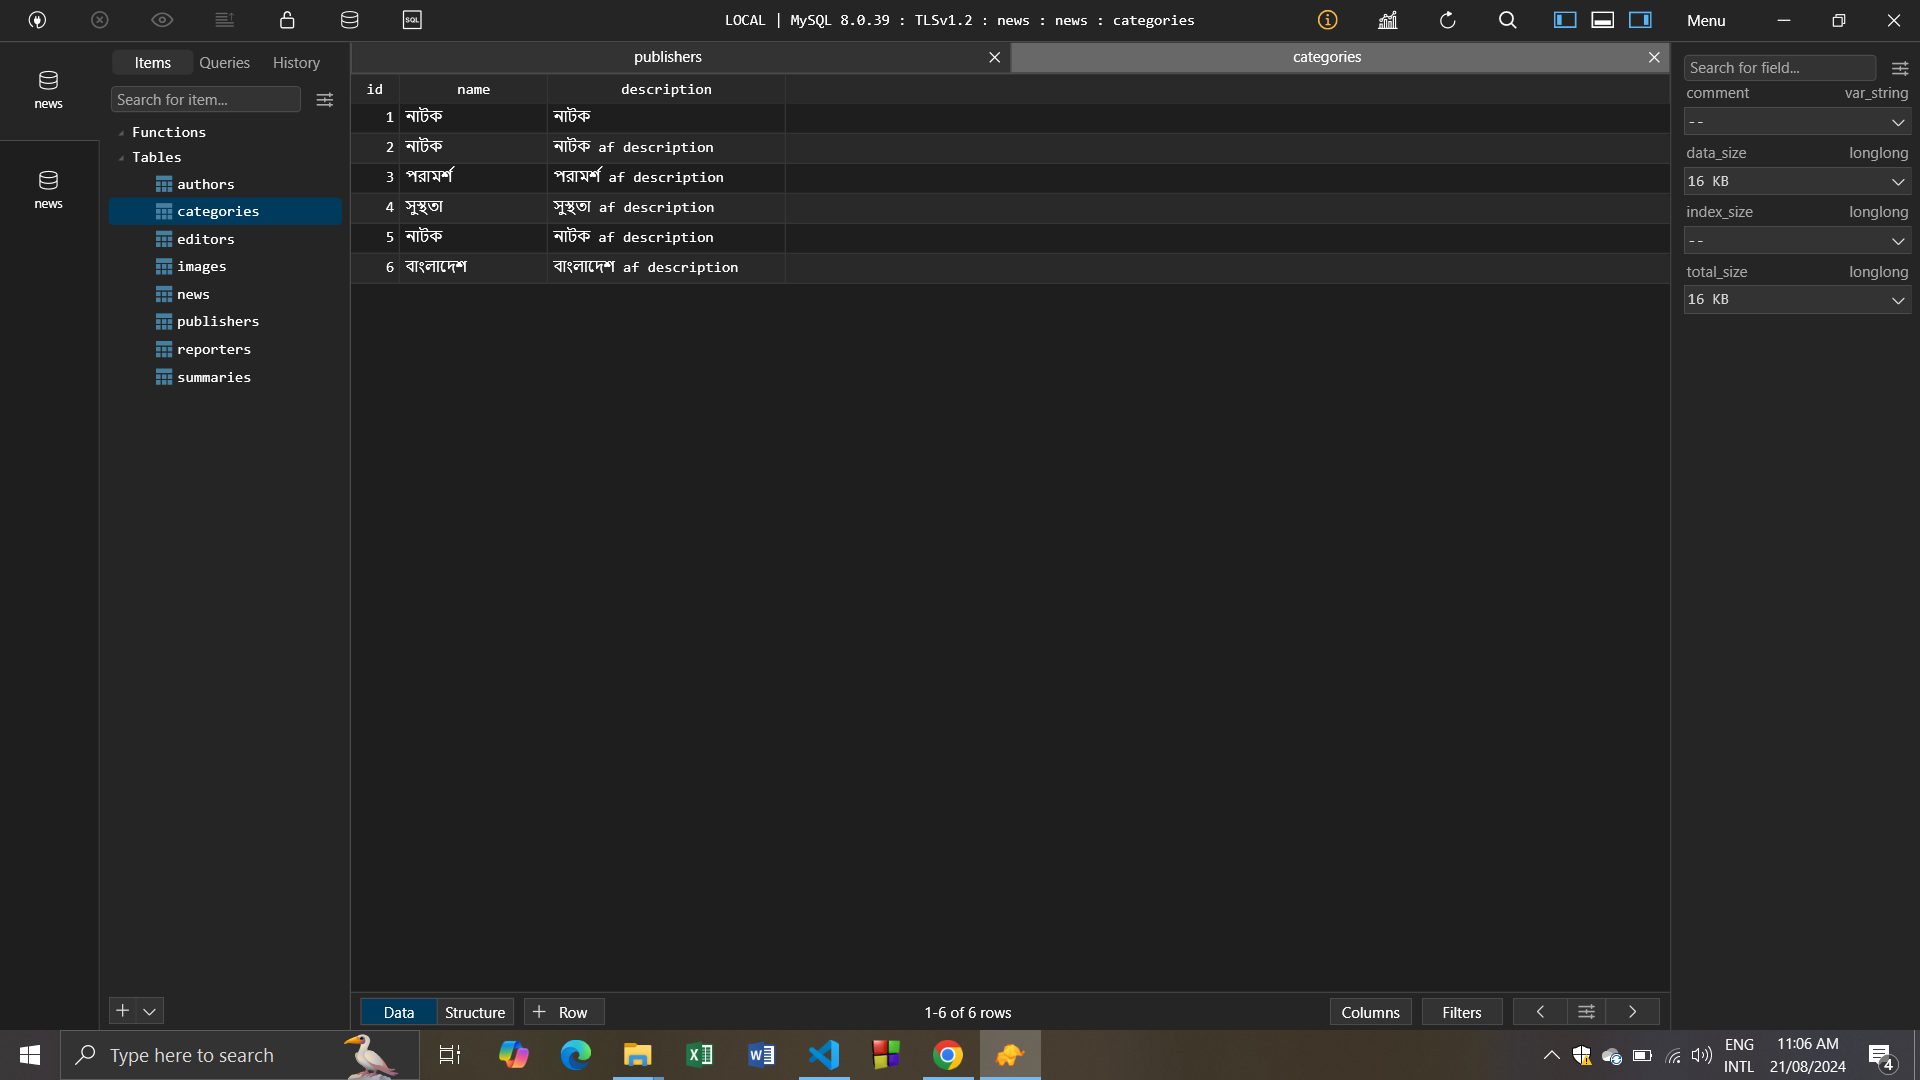 LOCAL | MySQL 8.0.39 : TLSv1.2 : news : news : categories
Menu
SQL
news
news
Items Queries History
Search for item...
Functions
Tables
authors
categories
editors
images
news
publishers
reporters
summaries
publishers
categories
id name description
1 নাটক নাটক
2 নাটক নাটক af description
3 পরামর্শ পরামর্শ af description
4 সুস্থতা সুস্থতা af description
5 নাটক নাটক af description
6 বাংলাদেশ বাংলাদেশ af description
Search for field...
comment var_string
--
data_size longlong
16 KB
index_size longlong
--
total_size longlong
16 KB
Data Structure + Row
1-6 of 6 rows
Columns Filters
Type here to search
ENG
INTL
11:06 AM
21/08/2024
4